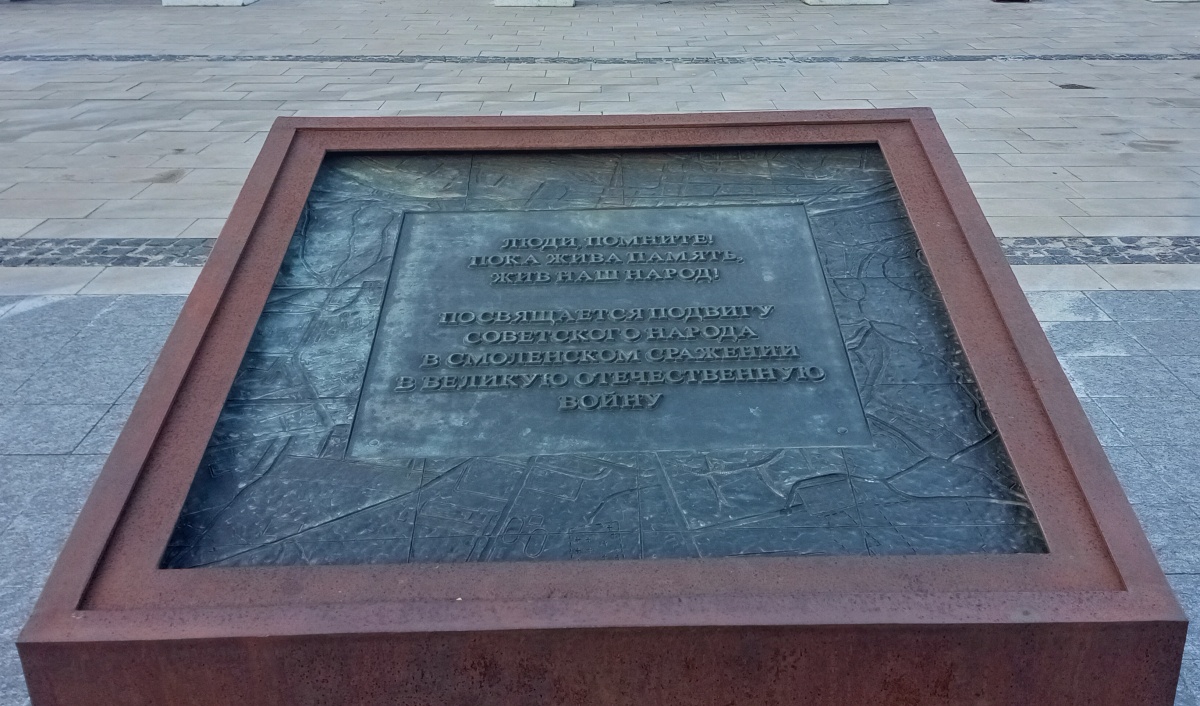 ЛЮДИ, ПОМНИТЕ!
ПОКА ЖИВА ПАМЯТЬ,
ЖИВ НАШ НАРОД!
ПОСВЯЩАЕТСЯ ПОДВИГУ
СОВЕТСКОГО НАРОДА
В СМОЛЕНСКОМ СРАЖЕНИИ
В ВЕЛИКУЮ ОТЕЧЕСТВЕННУЮ
ВОЙНУ